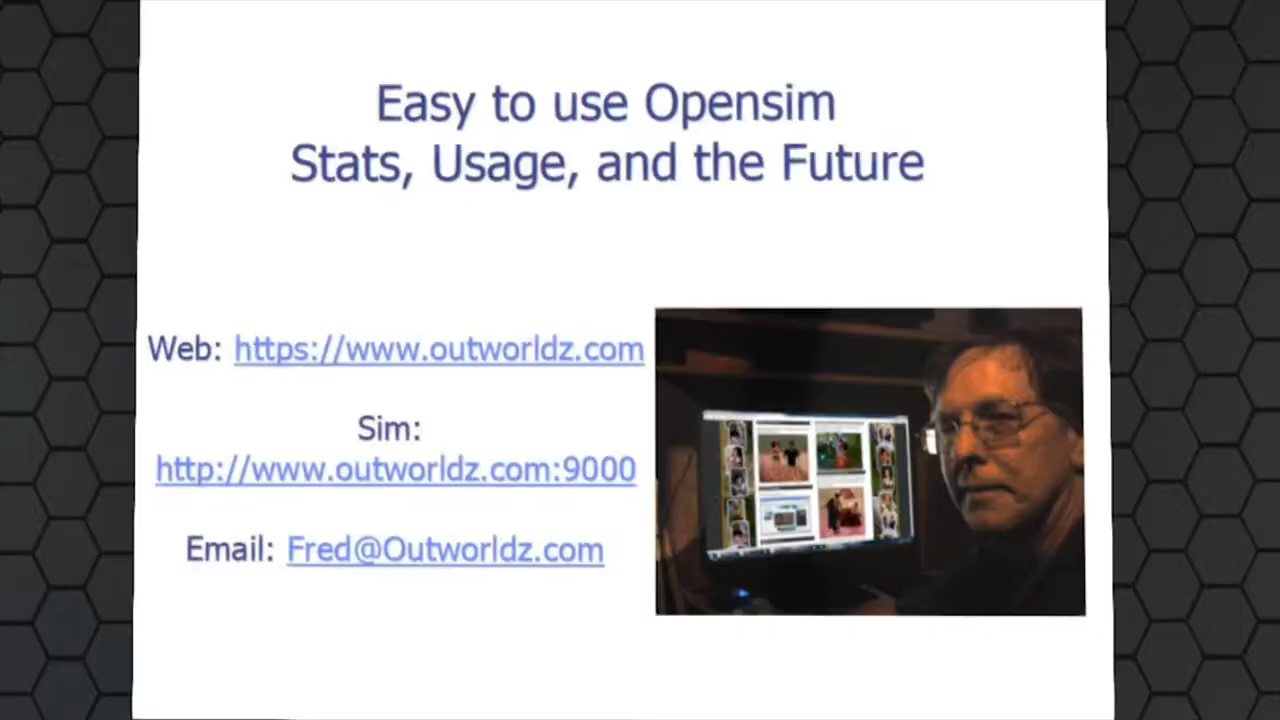 Easy to use Opensim
Stats, Usage, and the Future
Web: https://www.outworldz.com
Sim:
http://www.outworldz.com:9000
Email: Fred@Outworldz.com